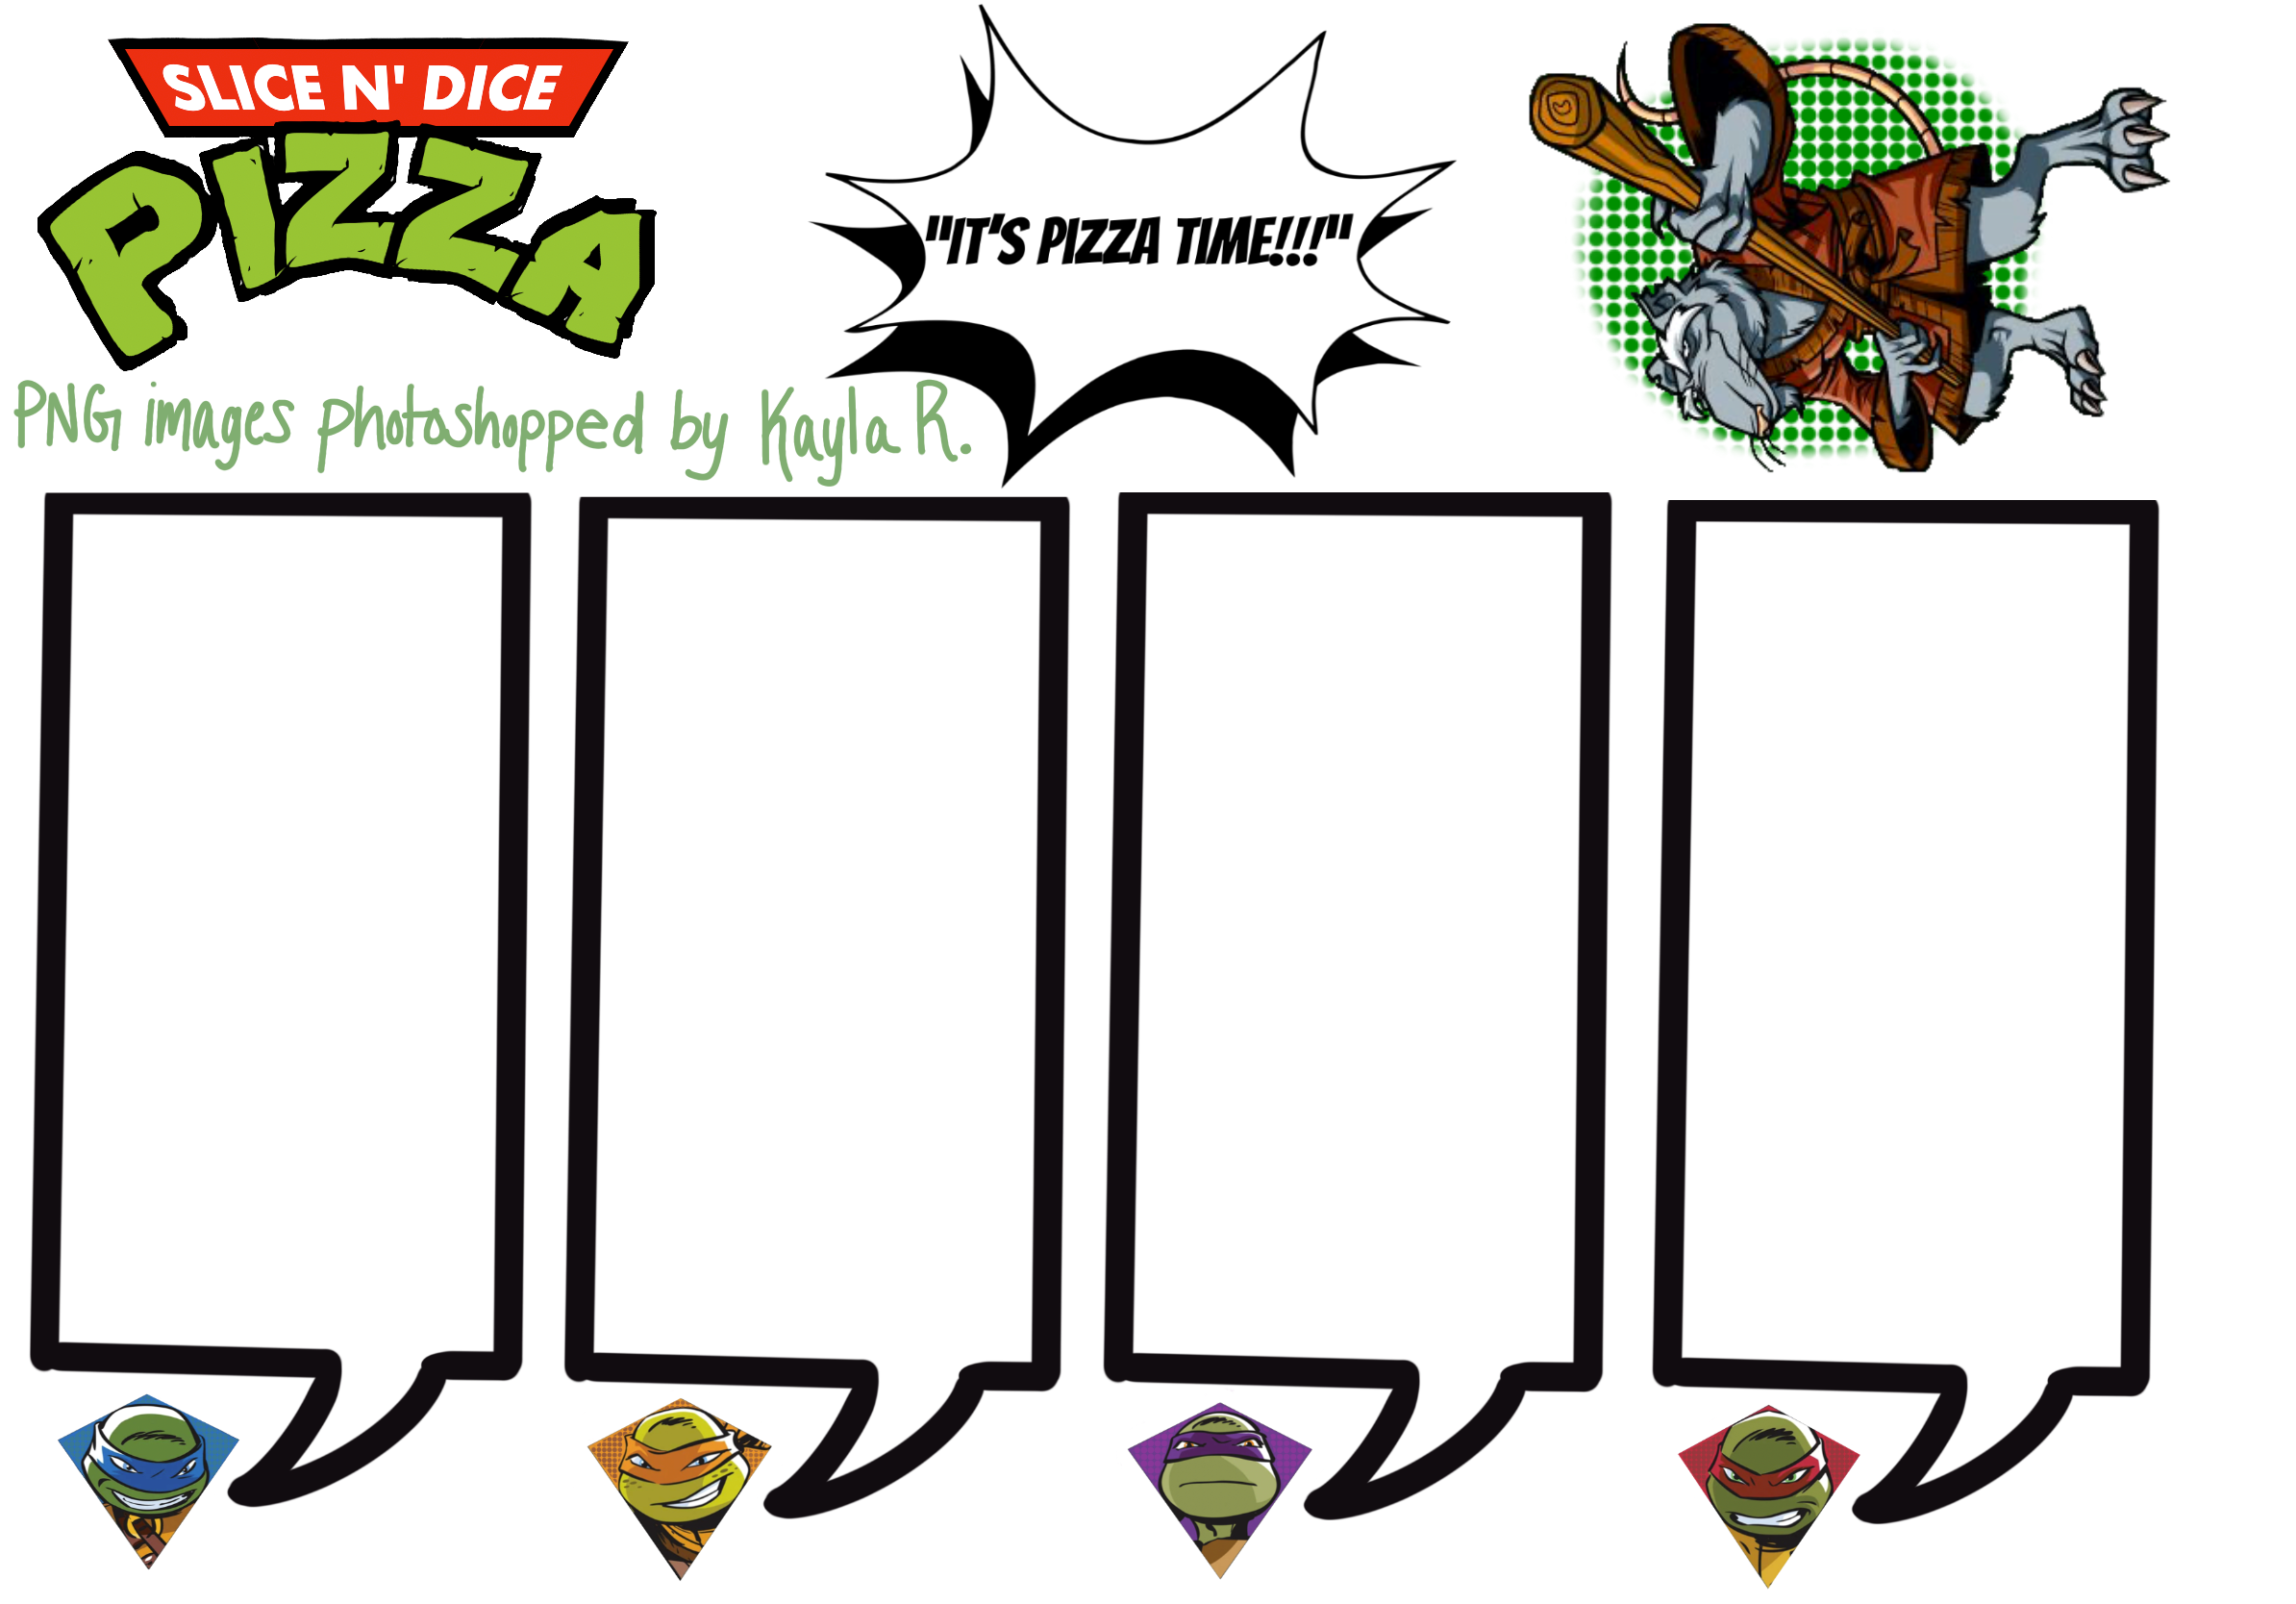 SLICE N' DICE
PIZZA
"IT'S PIZZA TIME!!!"
PNG images photoshopped by Kayla R.